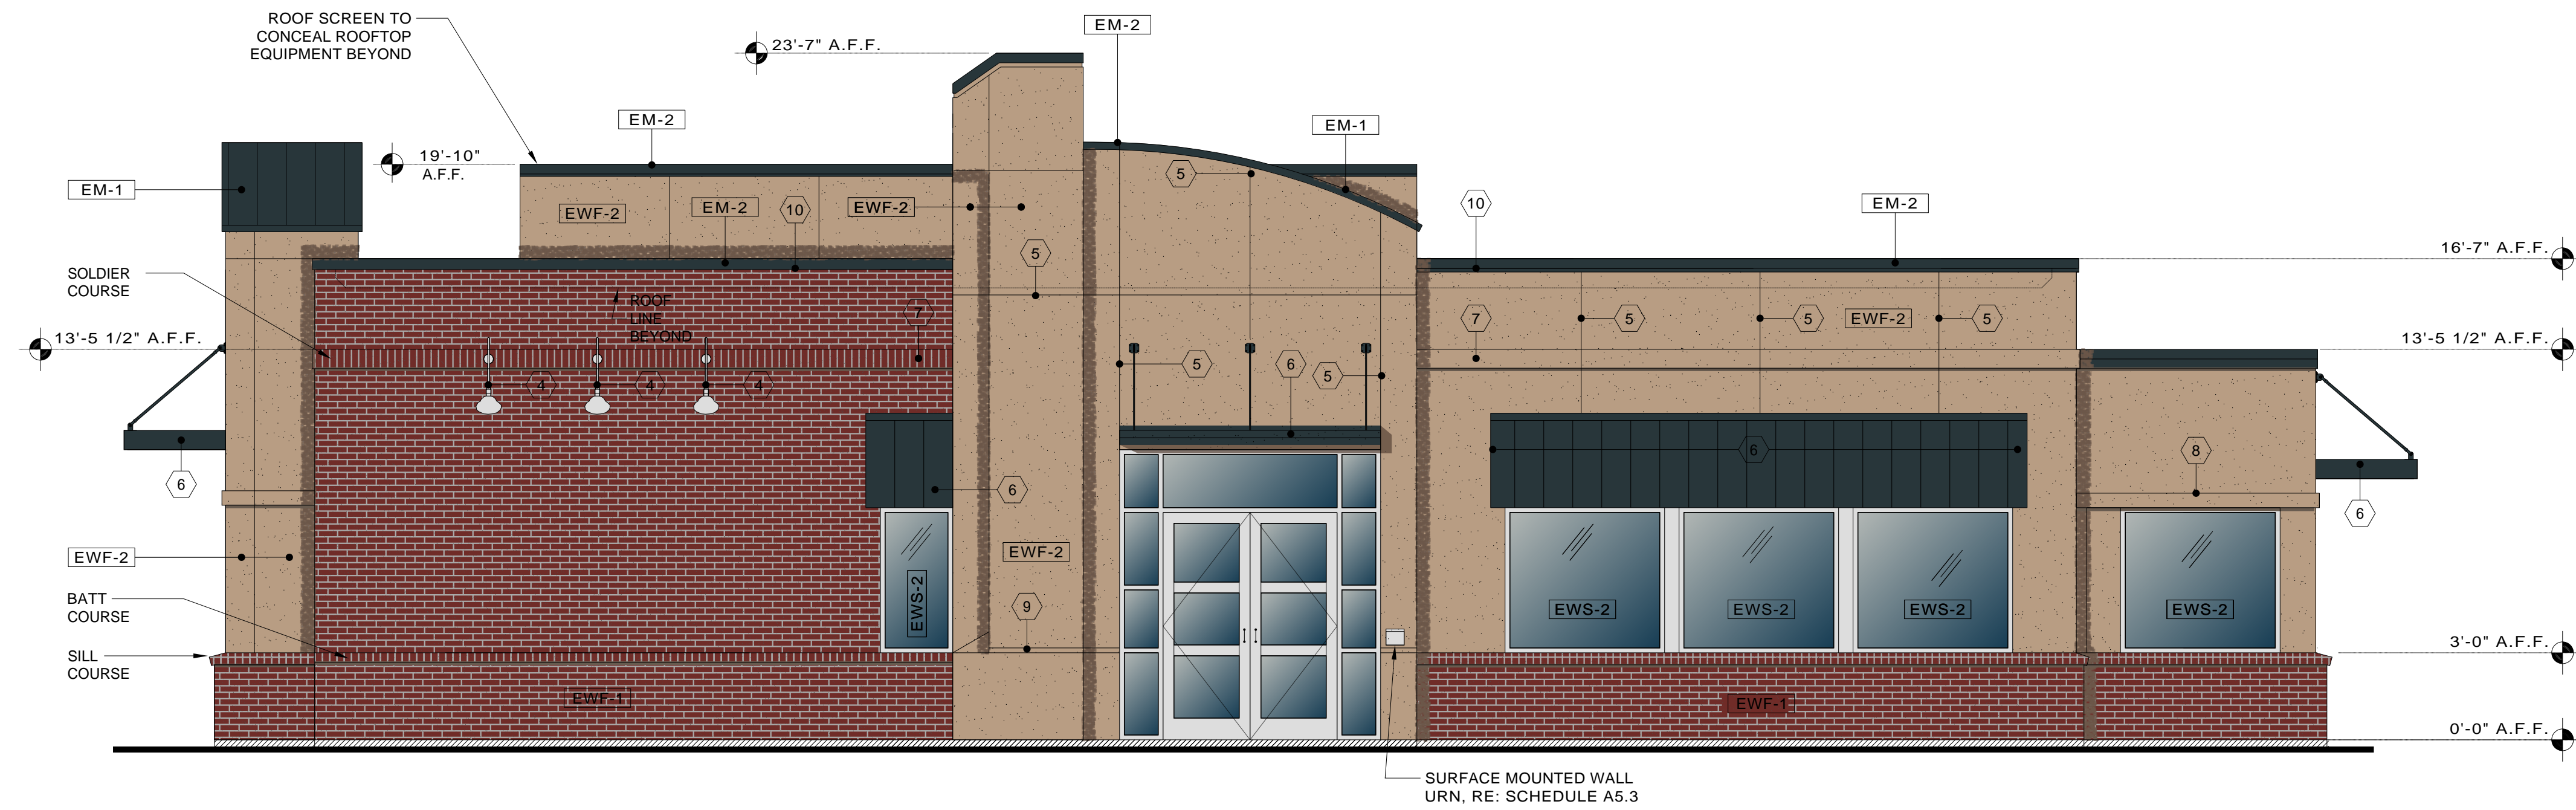 ROOF SCREEN TO
CONCEAL ROOFTOP
EQUIPMENT BEYOND
EM-2
23'-7" A.F.F.
EM-2
EM-1
19'-10"
A.F.F.
EM-1
5
EWF-2
EM-2
10
EWF-2
10
EM-2
5
16'-7" A.F.F.
SOLDIER
COURSE
ROOF
LINE
BEYOND
7
7
5
5
EWF-2
5
13'-5 1/2" A.F.F.
13'-5 1/2" A.F.F.
4
4
4
5
6
5
6
6
8
6
6
6
EWF-2
EWF-2
BATT
COURSE
9
EWS-2
EWS-2
EWS-2
EWS-2
EWS-2
SILL
COURSE
3'-0" A.F.F.
EWF-1
EWF-1
0'-0" A.F.F.
SURFACE MOUNTED WALL
URN, RE: SCHEDULE A5.3